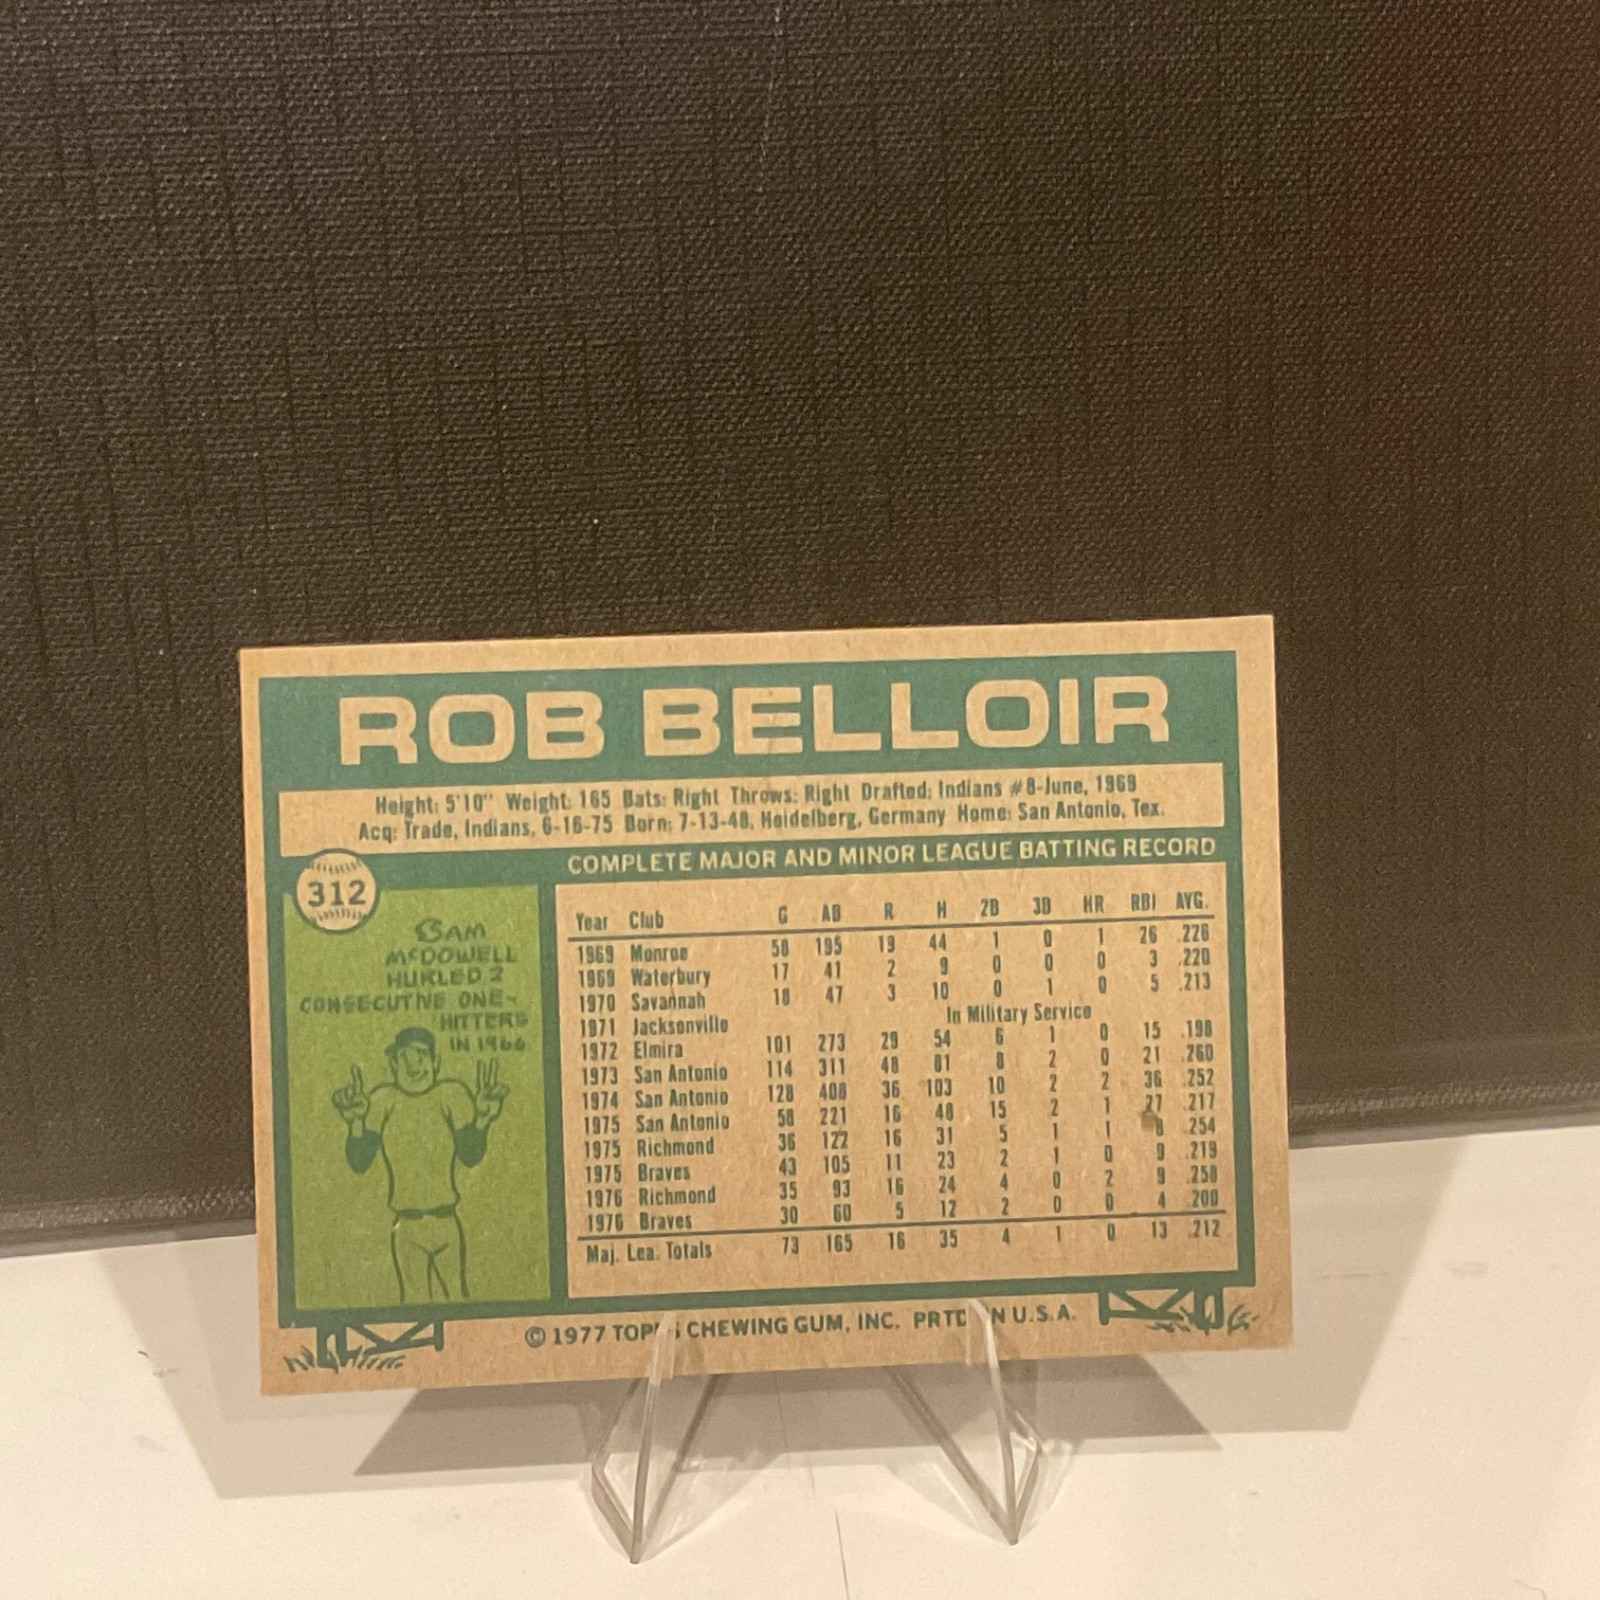 ROB BELLOIR
Height: 5'10" Weight: 165 Bats: Right Throws: Right Drafted: Indians #8-June, 1969
Acq: Trade, Indians, 6-16-75 Born: 7-13-48, Heidelberg, Germany Home: San Antonio, Tex.
312
COMPLETE MAJOR AND MINOR LEAGUE BATTING RECORD
SAM
McDOWELL
HURLED 2
CONSECUTIVE ONE-
HITTERS
IN 1966
Year Club G AB R H 2B 3B HR RBI AVG.
1969 Monroe 58 195 19 44 1 0 1 26 .226
1969 Waterbury 17 41 2 9 0 0 0 3 .220
1970 Savannah 18 47 3 10 0 1 0 5 .213
1971 Jacksonville In Military Service
1972 Elmira 101 273 29 54 6 1 0 15 .198
1973 San Antonio 114 311 48 81 8 2 0 21 .260
1974 San Antonio 128 408 36 103 10 2 2 36 .252
1975 San Antonio 58 221 16 48 15 2 1 27 .217
1975 Richmond 36 122 16 31 5 1 1 8 .254
1975 Braves 43 105 11 23 2 1 0 9 .219
1976 Richmond 35 93 16 24 4 0 2 9 .258
1976 Braves 30 60 5 12 2 0 0 4 .200
Maj. Lea. Totals 73 165 16 35 4 1 0 13 .212
© 1977 TOPPS CHEWING GUM, INC. PRTD. IN U.S.A.